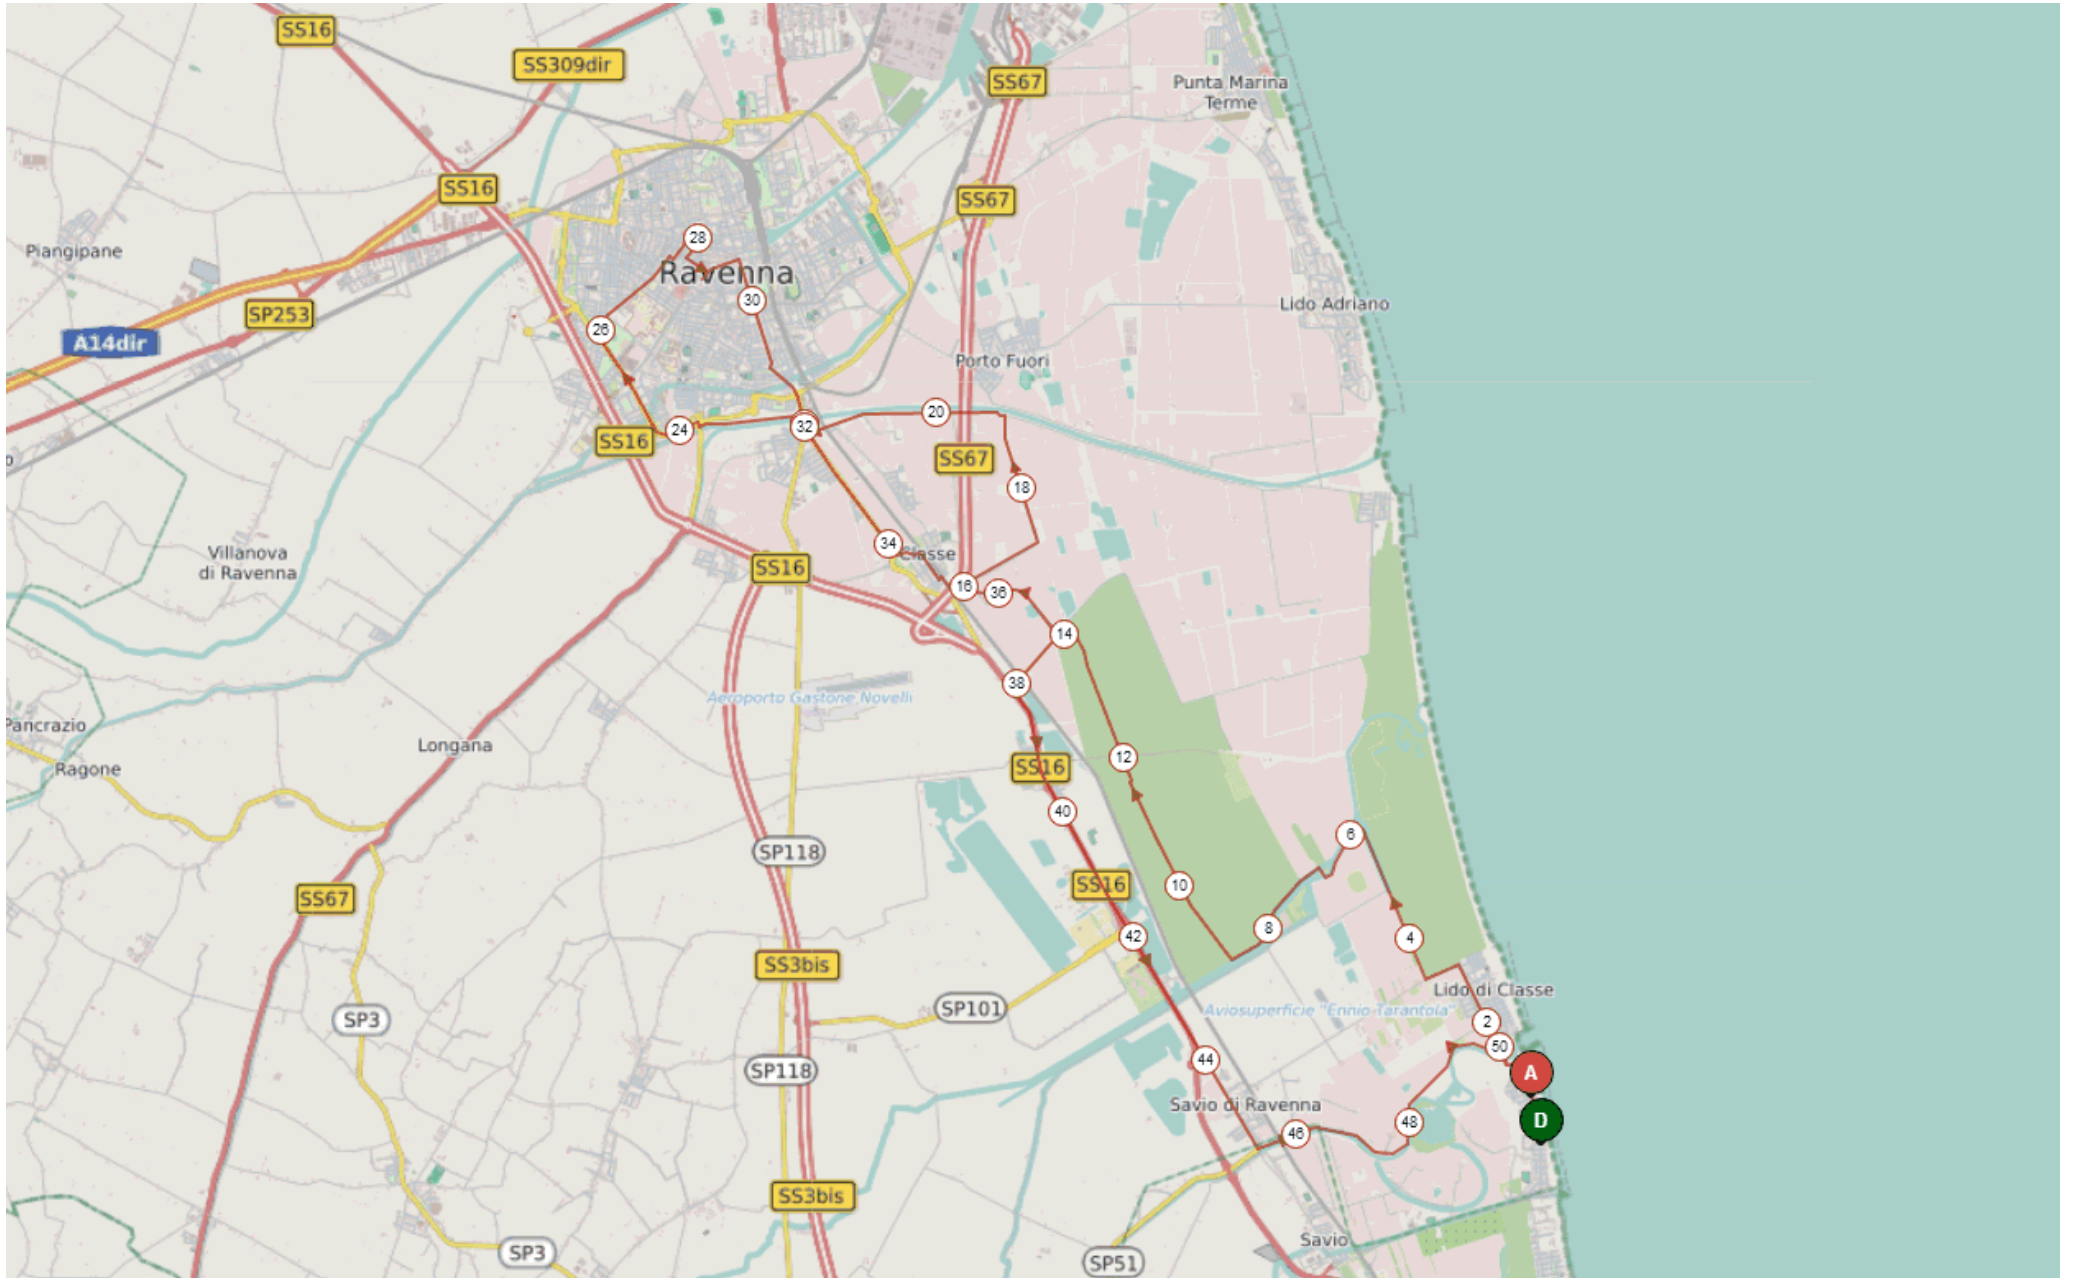 SS16
SS309dir
SS67
Punta Marina
Terme
SS16
SS67
28
Piangipane
Ravenna
30
Lido Adriano
SP253
26
A14dir
Porto Fuori
20
32
24
SS16
SS67
18
34
Classe
Villanova
di Ravenna
SS16
16
36
14
38
Aeroporto Gastone Novelli
Pancrazio
Longana
12
Ragone
SS16
40
6
SP118
10
SS16
SS67
8
42
4
SS3bis
Lido di Classe
SP101
Aviosuperficie "Ennio Tarantola"
SP3
2
50
44
SP118
A
Savio di Ravenna
48
D
46
SS3bis
Savio
SP3
SP51